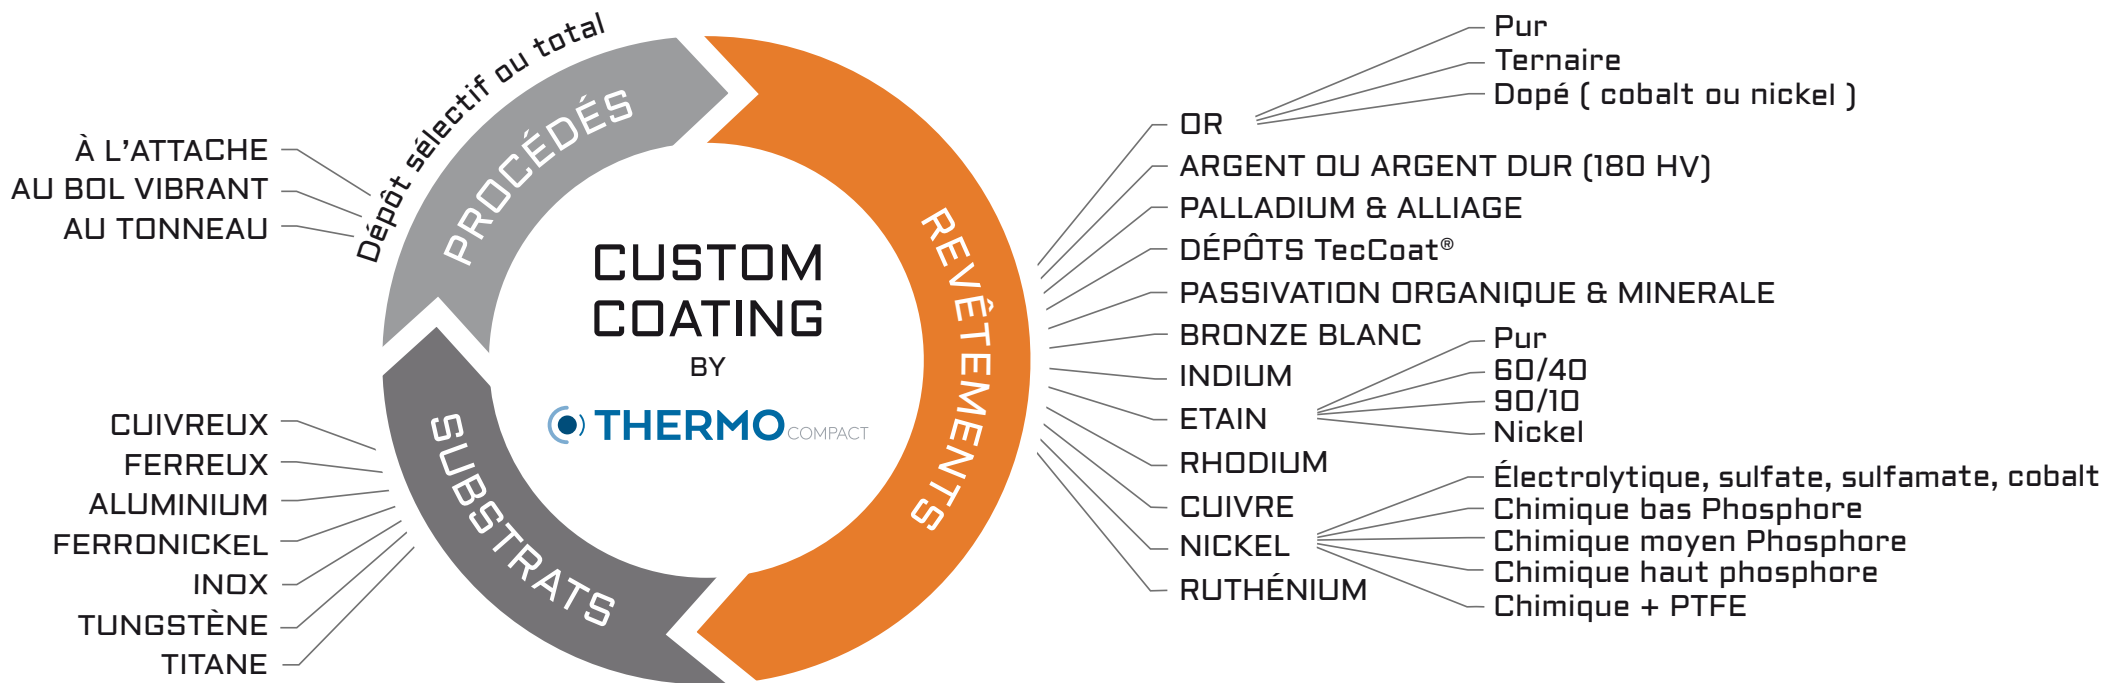 Dépôt sélectif ou total
PROCÉDÉS
À L'ATTACHE
AU BOL VIBRANT
AU TONNEAU
CUSTOM
COATING
BY
THERMO COMPACT
SUBSTRATS
CUIVREUX
FERREUX
ALUMINIUM
FERRONICKEL
INOX
TUNGSTÈNE
TITANE
REVÊTEMENTS
OR
Pur
Ternaire
Dopé ( cobalt ou nickel )
ARGENT OU ARGENT DUR (180 HV)
PALLADIUM & ALLIAGE
DÉPÔTS TecCoat®
PASSIVATION ORGANIQUE & MINERALE
BRONZE BLANC
INDIUM
ETAIN
Pur
60/40
90/10
Nickel
RHODIUM
CUIVRE
NICKEL
Électrolytique, sulfate, sulfamate, cobalt
Chimique bas Phosphore
Chimique moyen Phosphore
Chimique haut phosphore
Chimique + PTFE
RUTHÉNIUM